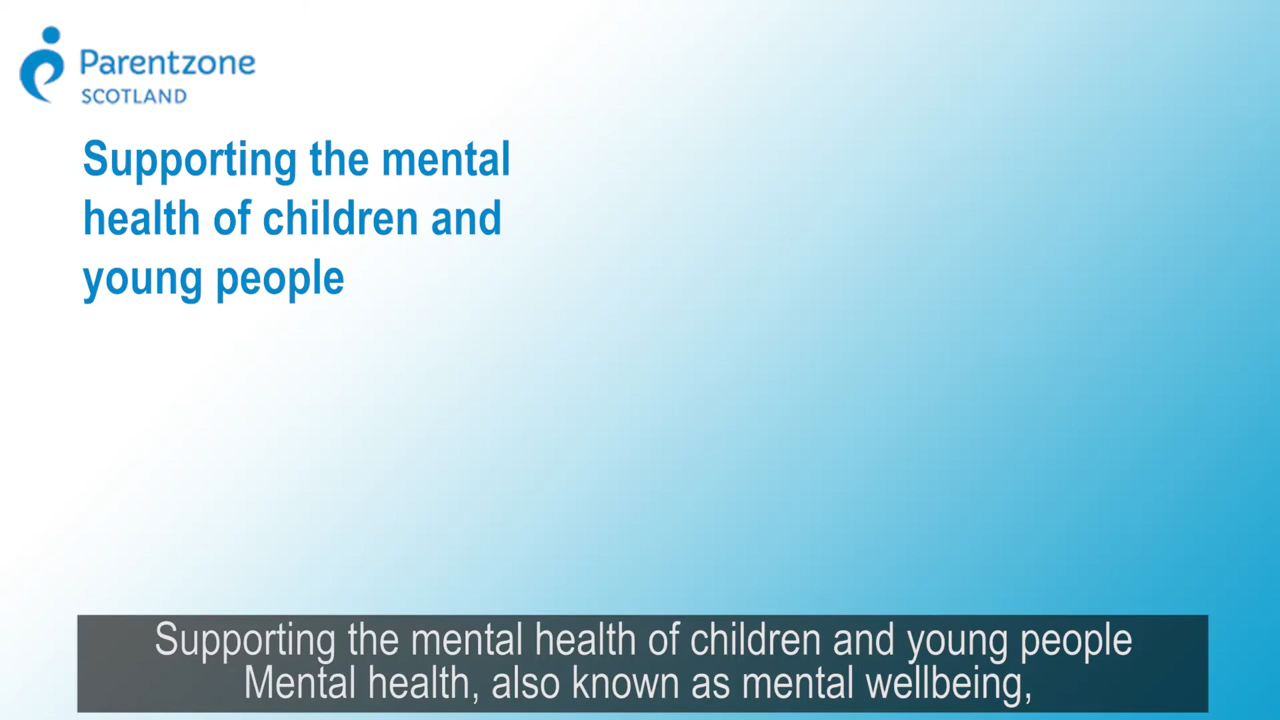 Parentzone
SCOTLAND
Supporting the mental
health of children and
young people
Supporting the mental health of children and young people
Mental health, also known as mental wellbeing,